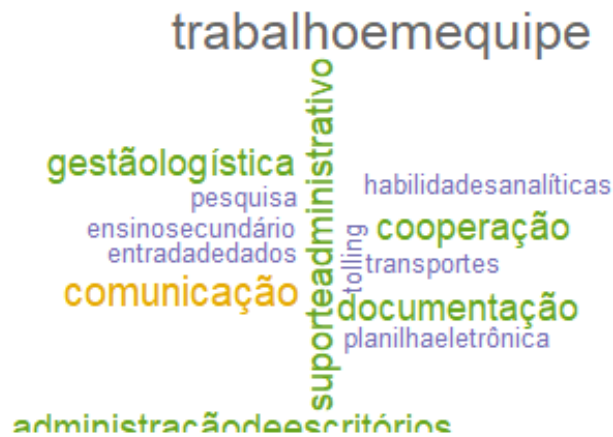 trabalhoemequipe
suporteadministrativo
gestãologística
pesquisa
habilidadesanalíticas
ensinosecundário
cooperação
entradadedados
tolling
transportes
comunicação
documentação
planilhaeletrônica
administraçãodeescritórios